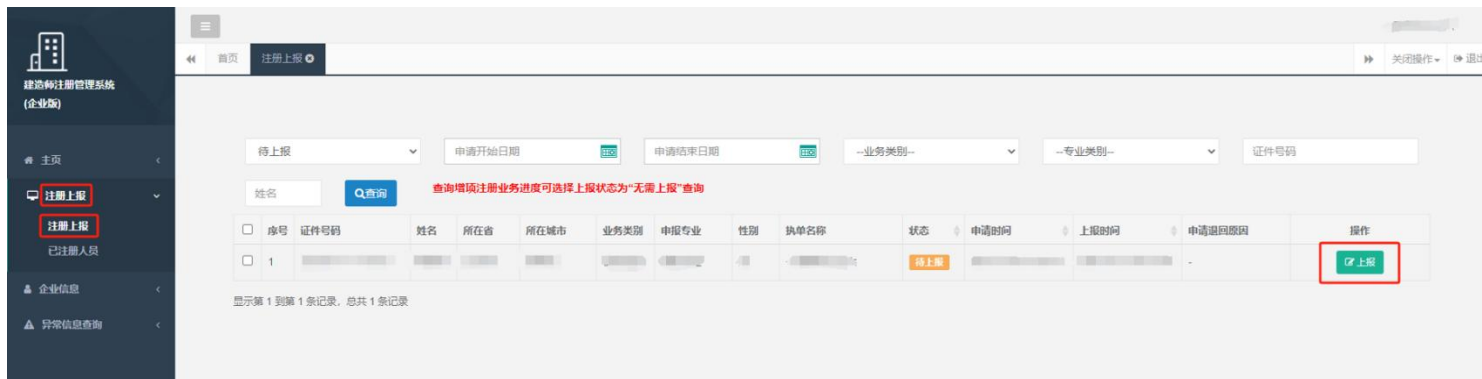 建造师注册管理系统
(企业版)
主页
注册上报
注册上报
已注册人员
企业信息
异常信息查询
首页 注册上报
关闭操作 退出
待上报 申请开始日期 申请结束日期 --业务类别-- --专业类别-- 证件号码
姓名 查询 查询增项注册业务进度可选择上报状态为“无需上报”查询
序号 证件号码 姓名 所在省 所在城市 业务类别 申报专业 性别 执单名称 状态 申请时间 上报时间 申请退回原因 操作
1 待上报 - 上报
显示第 1 到第 1 条记录，总共 1 条记录